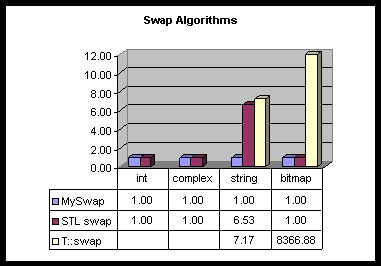 Swap Algorithms
12.00
10.00
8.00
6.00
4.00
2.00
0.00
int complex string bitmap
MySwap 1.00 1.00 1.00 1.00
STL swap 1.00 1.00 6.53 1.00
T::swap 7.17 8366.88